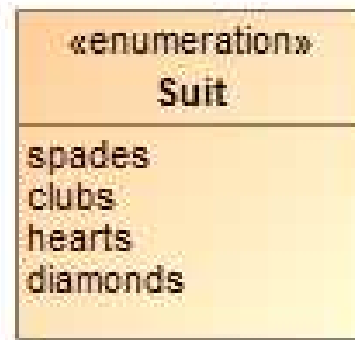 «enumeration»
Suit
spades
clubs
hearts
diamonds